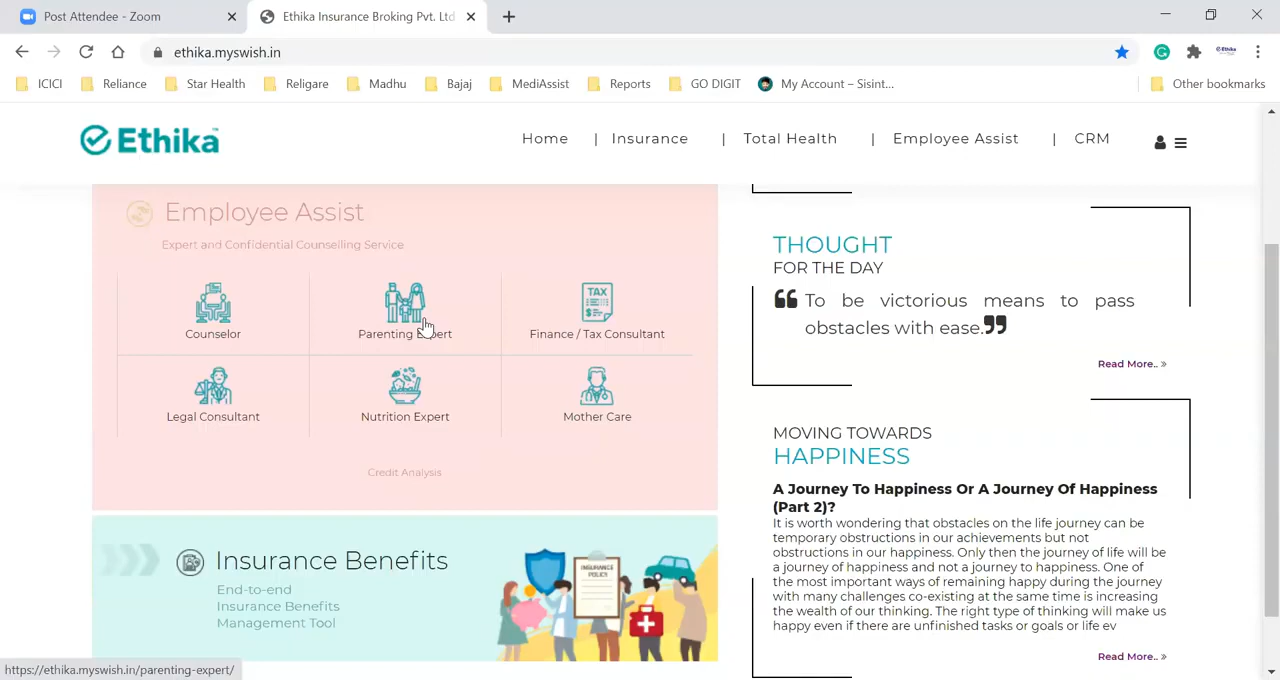 Post Attendee - Zoom
Ethika Insurance Broking Pvt. Ltd
ethika.myswish.in
ICICI Reliance Star Health Religare Madhu Bajaj MediAssist Reports GO DIGIT My Account – Sisint... Other bookmarks
Ethika
Home | Insurance | Total Health | Employee Assist | CRM
Employee Assist
Expert and Confidential Counselling Service
Counselor
Parenting Expert
TAX
Finance / Tax Consultant
Legal Consultant
Nutrition Expert
Mother Care
Credit Analysis
Insurance Benefits
End-to-end
Insurance Benefits
Management Tool
INSURANCE
POLICY
THOUGHT
FOR THE DAY
“ To be victorious means to pass
obstacles with ease.”
Read More.. »
MOVING TOWARDS
HAPPINESS
A Journey To Happiness Or A Journey Of Happiness
(Part 2)?
It is worth wondering that obstacles on the life journey can be
temporary obstructions in our achievements but not
obstructions in our happiness. Only then the journey of life will be
a journey of happiness and not a journey to happiness. One of
the most important ways of remaining happy during the journey
with many challenges co-existing at the same time is increasing
the wealth of our thinking. The right type of thinking will make us
happy even if there are unfinished tasks or goals or life ev
Read More.. »
https://ethika.myswish.in/parenting-expert/